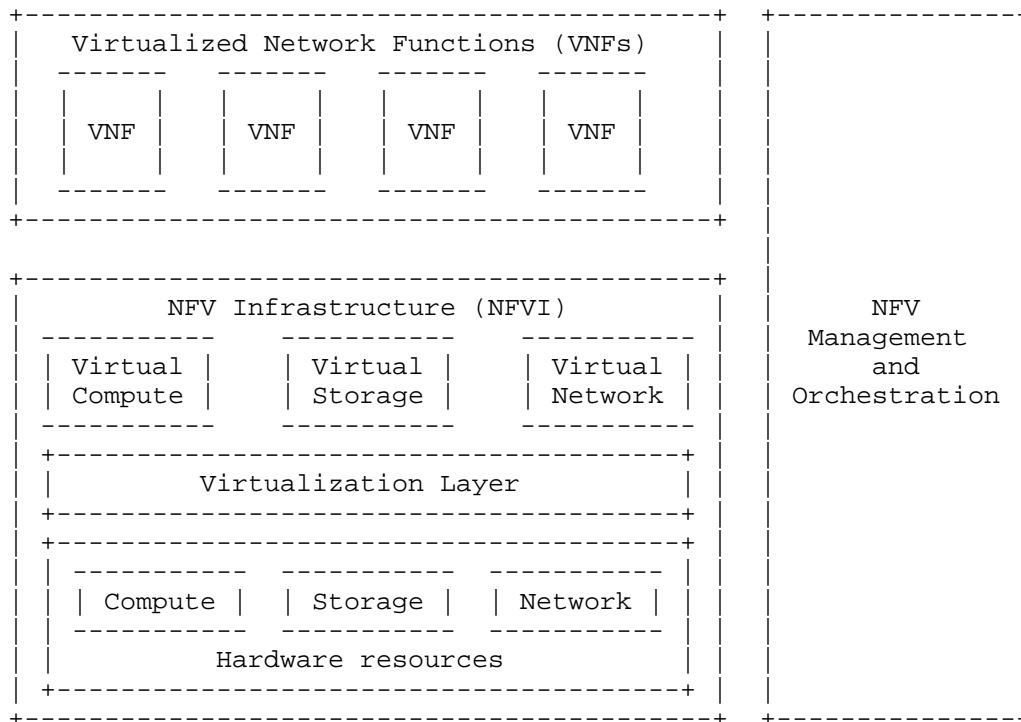 Virtualized Network Functions (VNFs)
VNF VNF VNF VNF
NFV Infrastructure (NFVI) NFV
Management
Virtual Virtual Virtual and
Compute Storage Network Orchestration
Virtualization Layer
Compute Storage Network
Hardware resources